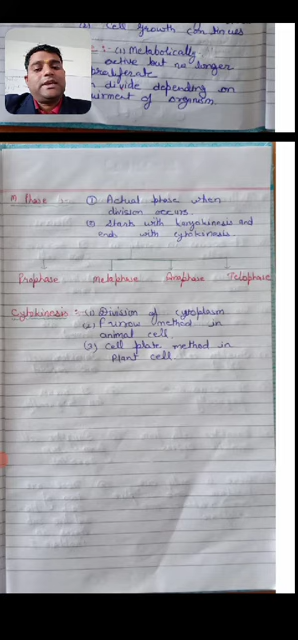 Cell growth continues
: - (1) Metabolically
active but no longer
proliferate
divide depending on
of organism
M Phase
① Actual phase when
division occurs.
② Starts with karyokinesis and
ends with cytokinesis.
Prophase Metaphase Anaphase Telophase
Cytokinesis :- (1) Division of cytoplasm
(2) Furrow method in
animal cell
(3) Cell plate method in
Plant cell.